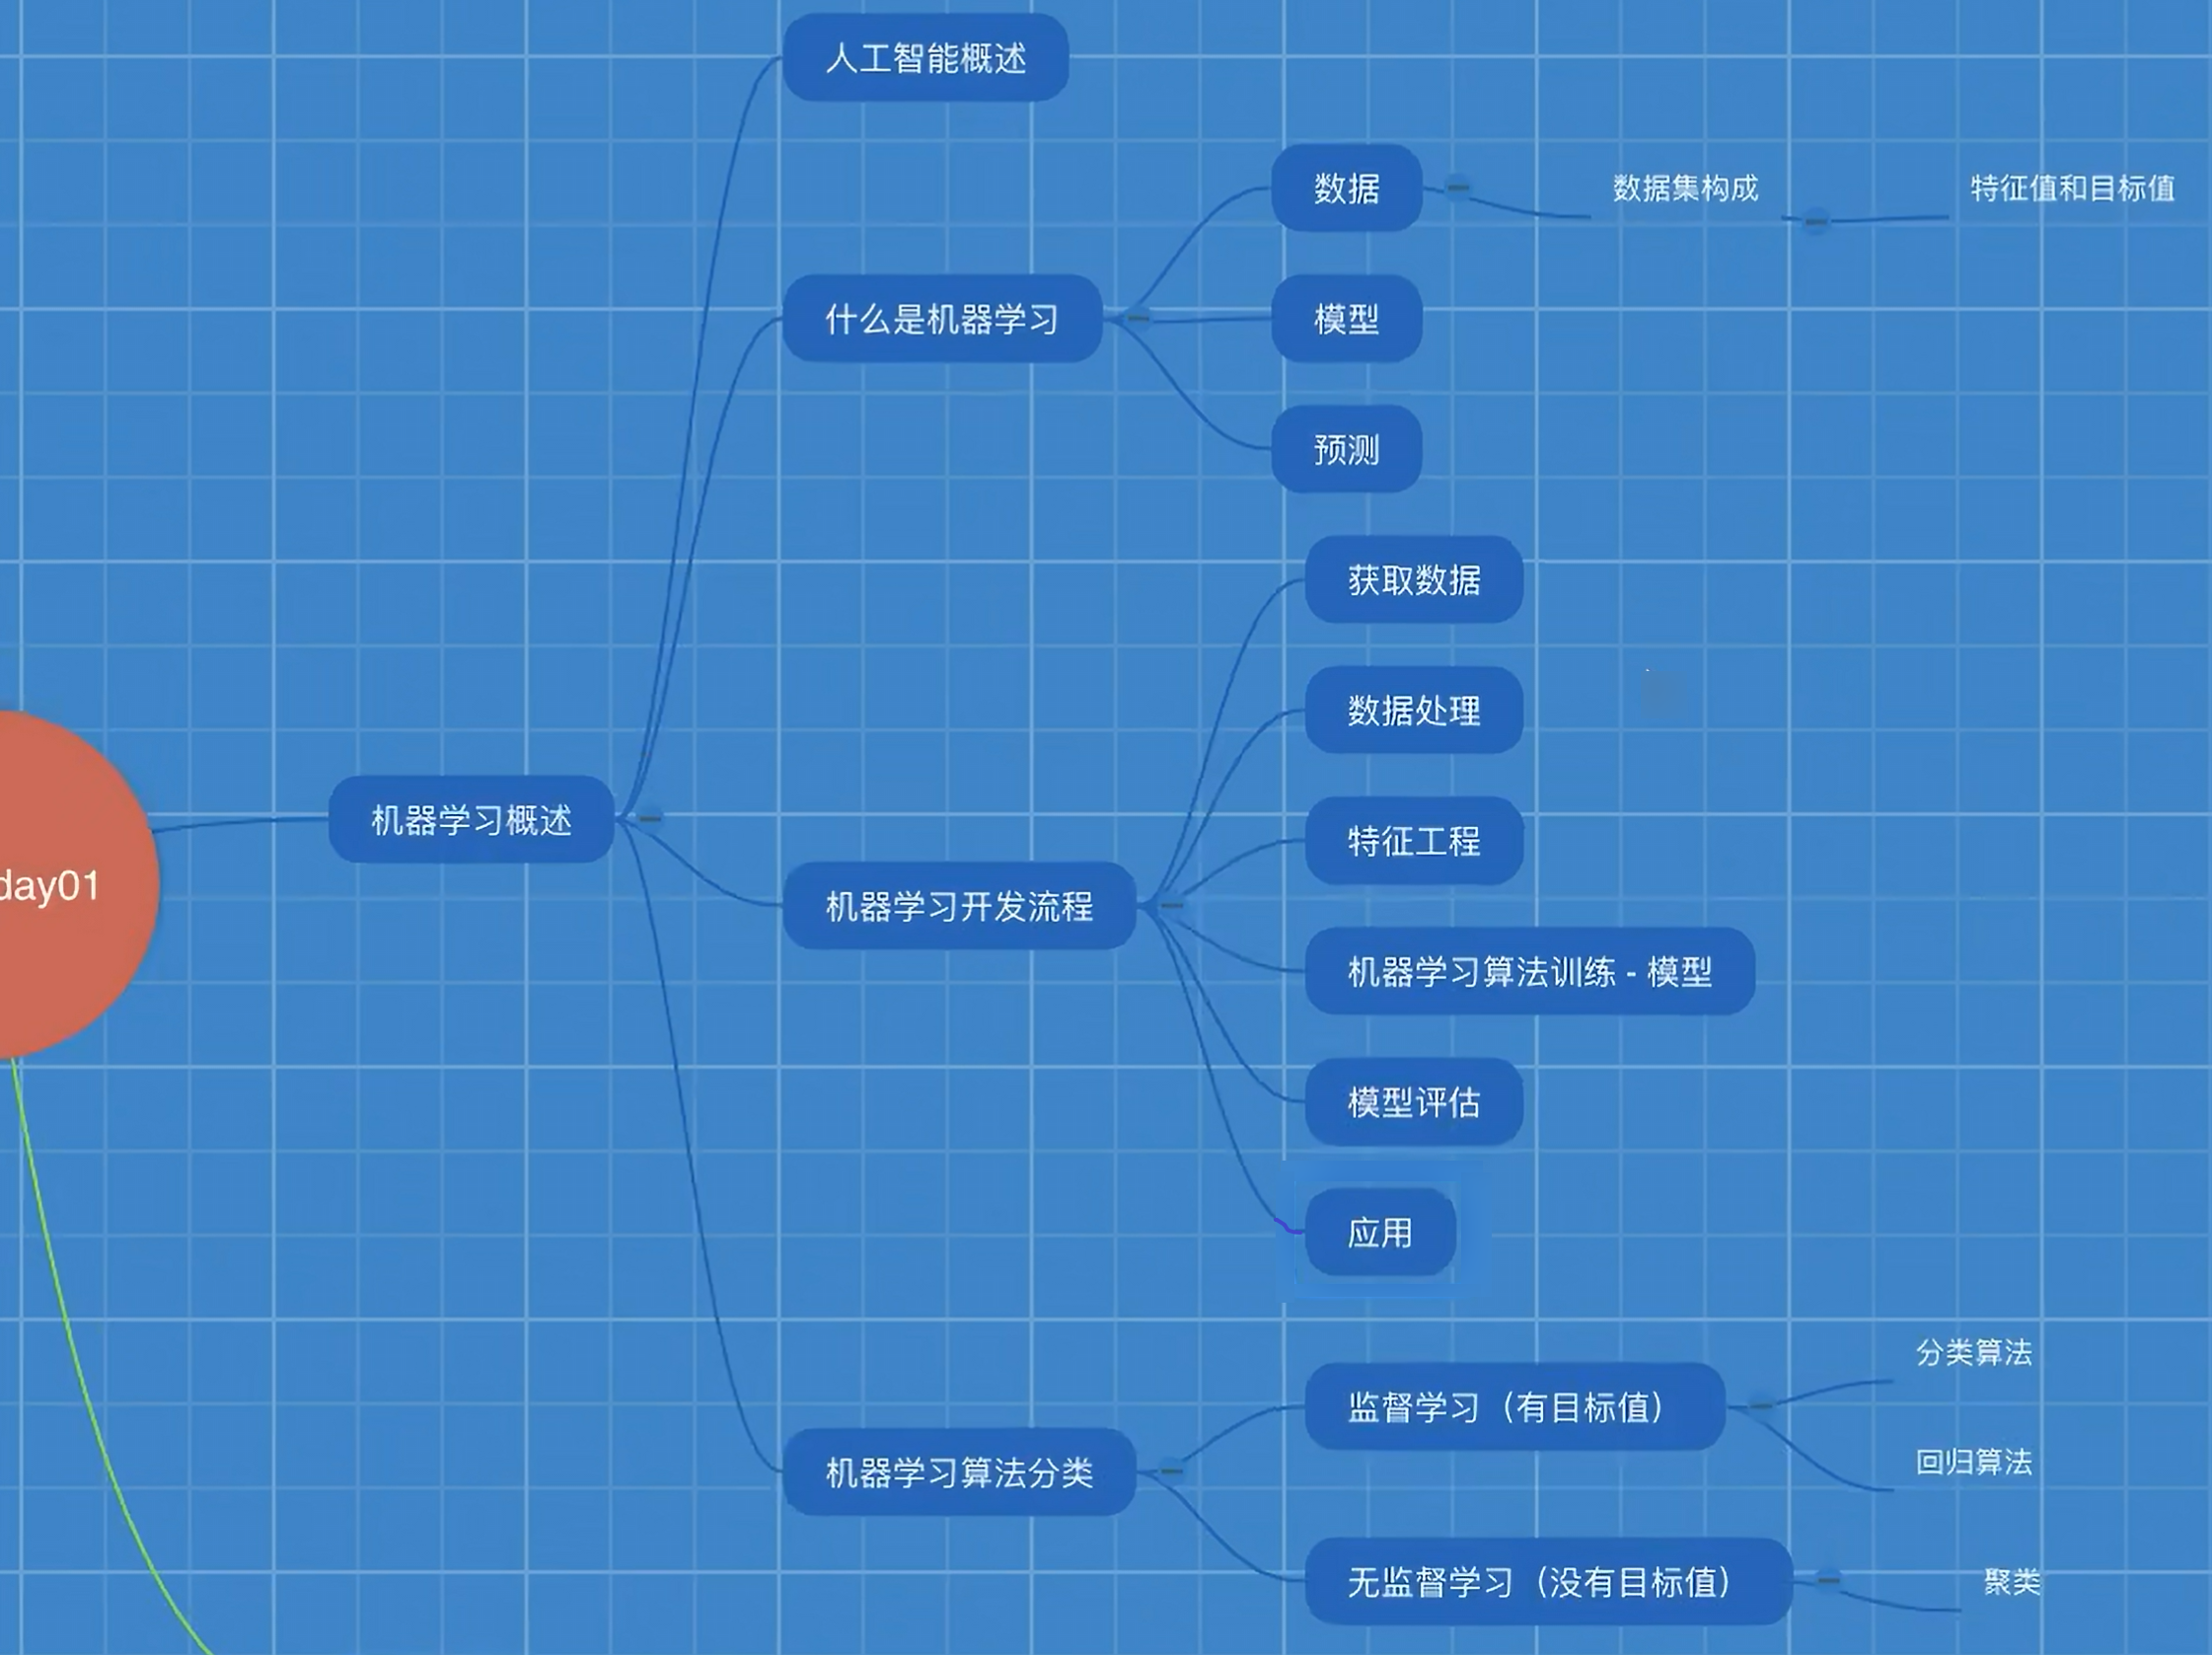 人工智能概述
数据
数据集构成
特征值和目标值
什么是机器学习
模型
预测
获取数据
数据处理
机器学习概述
特征工程
day01
机器学习开发流程
机器学习算法训练 - 模型
模型评估
应用
分类算法
监督学习（有目标值）
回归算法
机器学习算法分类
无监督学习（没有目标值）
聚类